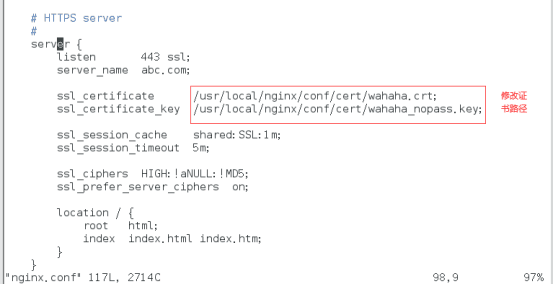 # HTTPS server
#
server {
listen 443 ssl;
server_name abc.com;
ssl_certificate /usr/local/nginx/conf/cert/wahaha.crt;
修改证
ssl_certificate_key /usr/local/nginx/conf/cert/wahaha_nopass.key;
书路径
ssl_session_cache shared:SSL:1m;
ssl_session_timeout 5m;
ssl_ciphers HIGH:!aNULL:!MD5;
ssl_prefer_server_ciphers on;
location / {
root html;
index index.html index.htm;
}
}
"nginx.conf" 117L, 2714C 98,9 97%